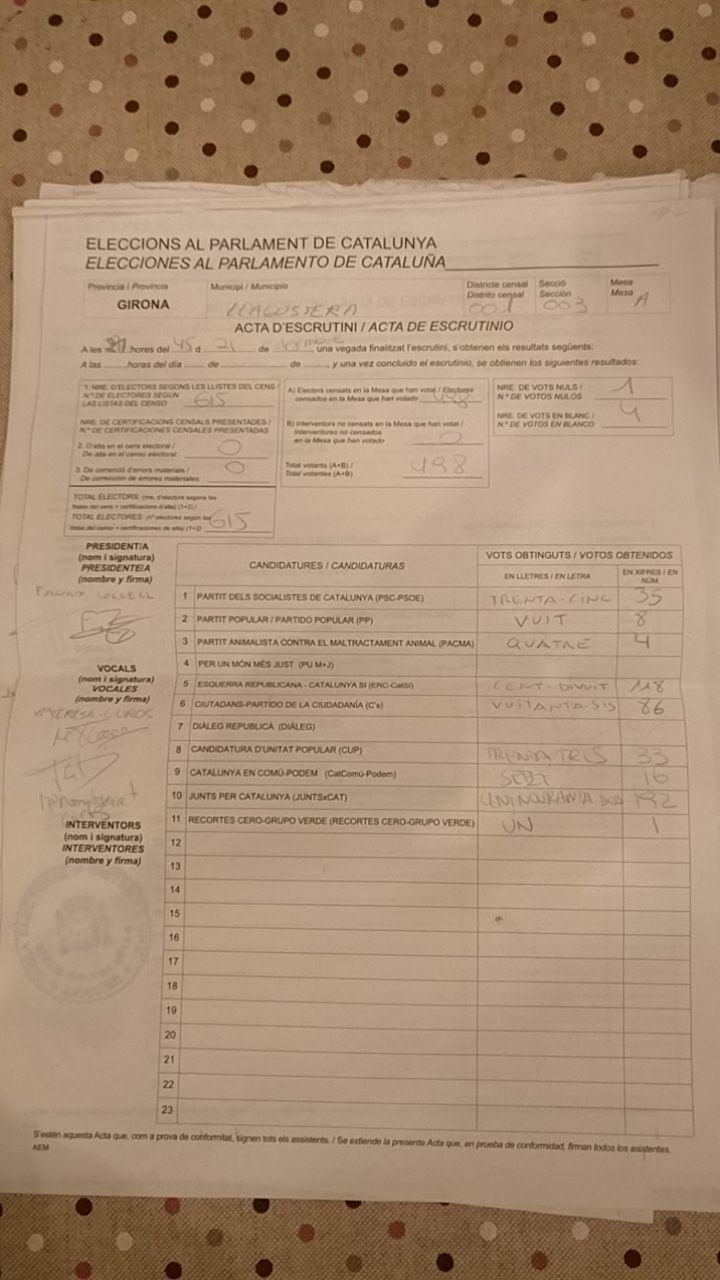 ELECCIONS AL PARLAMENT DE CATALUNYA
ELECCIONES AL PARLAMENTO DE CATALUÑA
Provincia / Provincia Municipi / Municipio Districte censal Secció Mesa
Distrito censal Sección Mesa
GIRONA LLAGOSTERA 001 003 A
ACTA D'ESCRUTINI / ACTA DE ESCRUTINIO
A les 21 hores del 45 d 21 de , una vegada finalitzat l'escrutini, s'obtenen els resultats següents:
A las horas del día de de , y una vez concluido el escrutinio, se obtienen los siguientes resultados:
1. NRE. D'ELECTORS SEGONS LES LLISTES DEL CENS /
N.º DE ELECTORES SEGÚN
LAS LISTAS DEL CENSO 615
NRE. DE CERTIFICACIONS CENSALS PRESENTADES /
N.º DE CERTIFICACIONES CENSALES PRESENTADAS
2. D'alta en el cens electoral /
De alta en el censo electoral: 0
3. De correcció d'errors materials /
De corrección de errores materiales 0
TOTAL ELECTORS: (nre. d'electors segons les
llistes del cens + certificacions d'alta) (1+2) /
TOTAL ELECTORES: (nº electores según las
listas del censo + certificaciones de alta) (1+2) 615
A) Electors censats en la Mesa que han votat / Electores
censados en la Mesa que han votado 498
B) Interventors no censats en la Mesa que han votat /
Interventores no censados
en la Mesa que han votado 0
Total votants (A+B) /
Total votantes (A+B) 498
NRE. DE VOTS NULS / 1
N.º DE VOTOS NULOS
NRE. DE VOTS EN BLANC / 4
N.º DE VOTOS EN BLANCO
PRESIDENT/A
(nom i signatura)
PRESIDENTE/A
(nombre y firma)
VOCALS
(nom i signatura)
VOCALES
(nombre y firma)
INTERVENTORS
(nom i signatura)
INTERVENTORES
(nombre y firma)
CANDIDATURES / CANDIDATURAS VOTS OBTINGUTS / VOTOS OBTENIDOS
EN LLETRES / EN LETRA EN XIFRES / EN NÚM.
1 PARTIT DELS SOCIALISTES DE CATALUNYA (PSC-PSOE) TRENTA-CINC 35
2 PARTIT POPULAR / PARTIDO POPULAR (PP) VUIT 8
3 PARTIT ANIMALISTA CONTRA EL MALTRACTAMENT ANIMAL (PACMA) QUATRE 4
4 PER UN MÓN MÉS JUST (PUM+J)
5 ESQUERRA REPUBLICANA - CATALUNYA SÍ (ERC-CatSí) CENT-DIVUIT 118
6 CIUTADANS-PARTIDO DE LA CIUDADANÍA (C's) VUITANTA-SIS 86
7 DIÀLEG REPUBLICÀ (DIÀLEG)
8 CANDIDATURA D'UNITAT POPULAR (CUP) TRENTA TRES 33
9 CATALUNYA EN COMÚ-PODEM (CatComú-Podem) 16
10 JUNTS PER CATALUNYA (JUNTSxCAT) 192
11 RECORTES CERO-GRUPO VERDE (RECORTES CERO-GRUPO VERDE) UN 1
12
13
14
15
16
17
18
19
20
21
22
23
S'estén aquesta Acta que, com a prova de conformitat, signen tots els assistents. / Se extiende la presente Acta que, en prueba de conformidad, firman todos los asistentes.
AEM